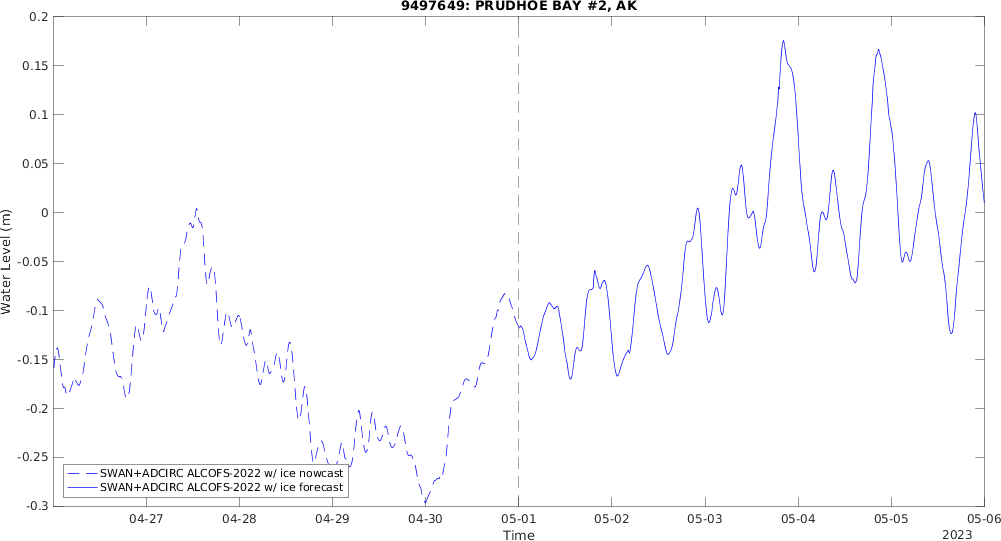 9497649: PRUDHOE BAY #2, AK
0.2
0.15
0.1
0.05
0
-0.05
-0.1
-0.15
-0.2
-0.25
-0.3
Water Level (m)
SWAN+ADCIRC ALCOFS-2022 w/ ice nowcast
SWAN+ADCIRC ALCOFS-2022 w/ ice forecast
04-27 04-28 04-29 04-30 05-01 05-02 05-03 05-04 05-05 05-06
Time
2023